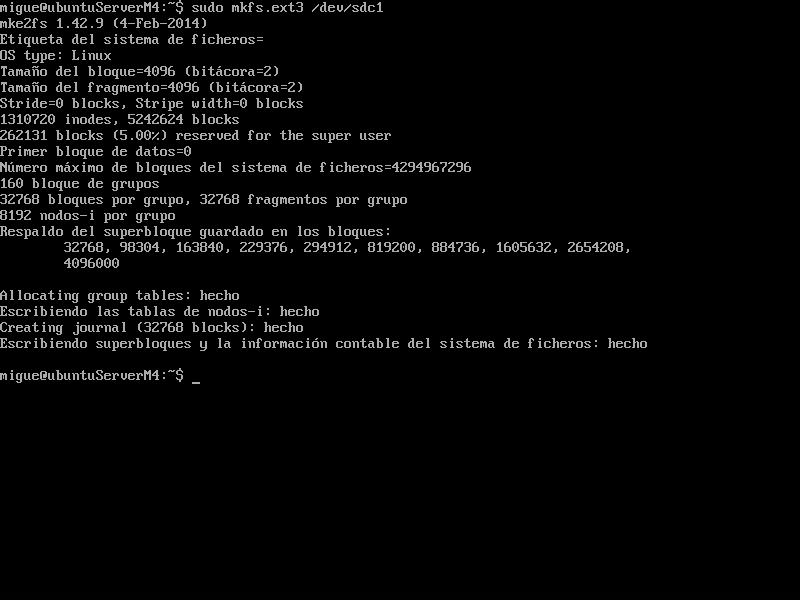 migue@ubuntuServerM4:~$ sudo mkfs.ext3 /dev/sdc1
mke2fs 1.42.9 (4-Feb-2014)
Etiqueta del sistema de ficheros=
OS type: Linux
Tamaño del bloque=4096 (bitácora=2)
Tamaño del fragmento=4096 (bitácora=2)
Stride=0 blocks, Stripe width=0 blocks
1310720 inodes, 5242624 blocks
262131 blocks (5.00%) reserved for the super user
Primer bloque de datos=0
Número máximo de bloques del sistema de ficheros=4294967296
160 bloque de grupos
32768 bloques por grupo, 32768 fragmentos por grupo
8192 nodos-i por grupo
Respaldo del superbloque guardado en los bloques:
32768, 98304, 163840, 229376, 294912, 819200, 884736, 1605632, 2654208,
4096000
Allocating group tables: hecho
Escribiendo las tablas de nodos-i: hecho
Creating journal (32768 blocks): hecho
Escribiendo superbloques y la información contable del sistema de ficheros: hecho
migue@ubuntuServerM4:~$ _